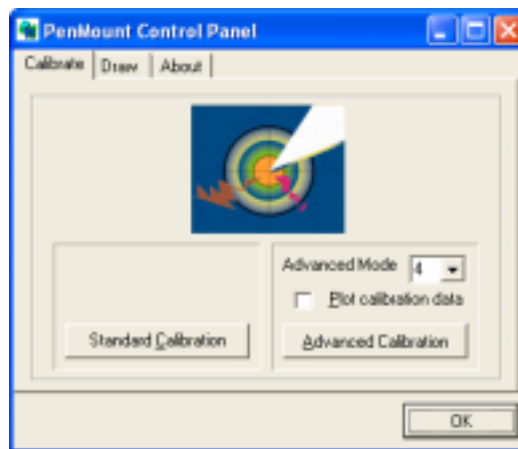 PenMount Control Panel
Calibrate Draw About
Advanced Mode 4
Plot calibration data
Standard Calibration Advanced Calibration
OK